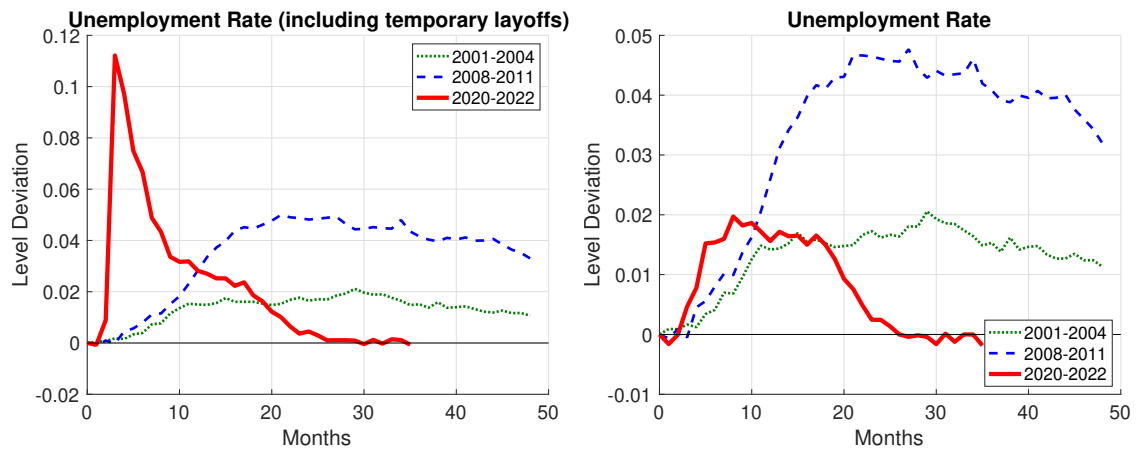 Unemployment Rate (including temporary layoffs)
0.12
0.1
0.08
0.06
0.04
0.02
0
-0.02
Level Deviation
2001-2004
2008-2011
2020-2022
0 10 20 30 40 50
Months
Unemployment Rate
0.05
0.04
0.03
0.02
0.01
0
-0.01
Level Deviation
2001-2004
2008-2011
2020-2022
0 10 20 30 40 50
Months